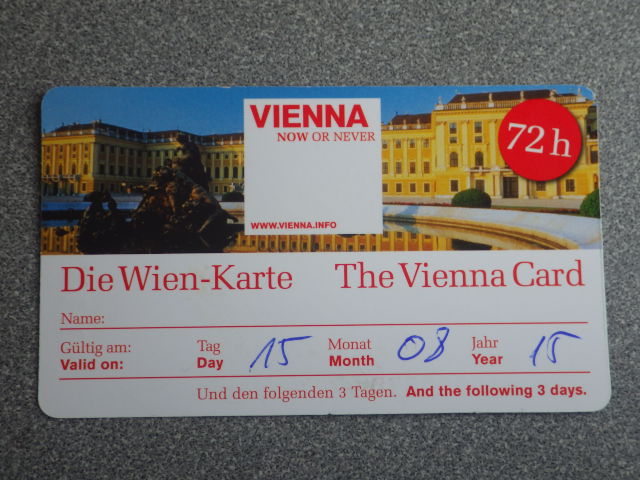 VIENNA
NOW OR NEVER
72h
WWW.VIENNA.INFO
Die Wien-Karte The Vienna Card
Name:
Gültig am: Tag Monat Jahr
Valid on: Day 15 Month 08 Year 15
Und den folgenden 3 Tagen. And the following 3 days.